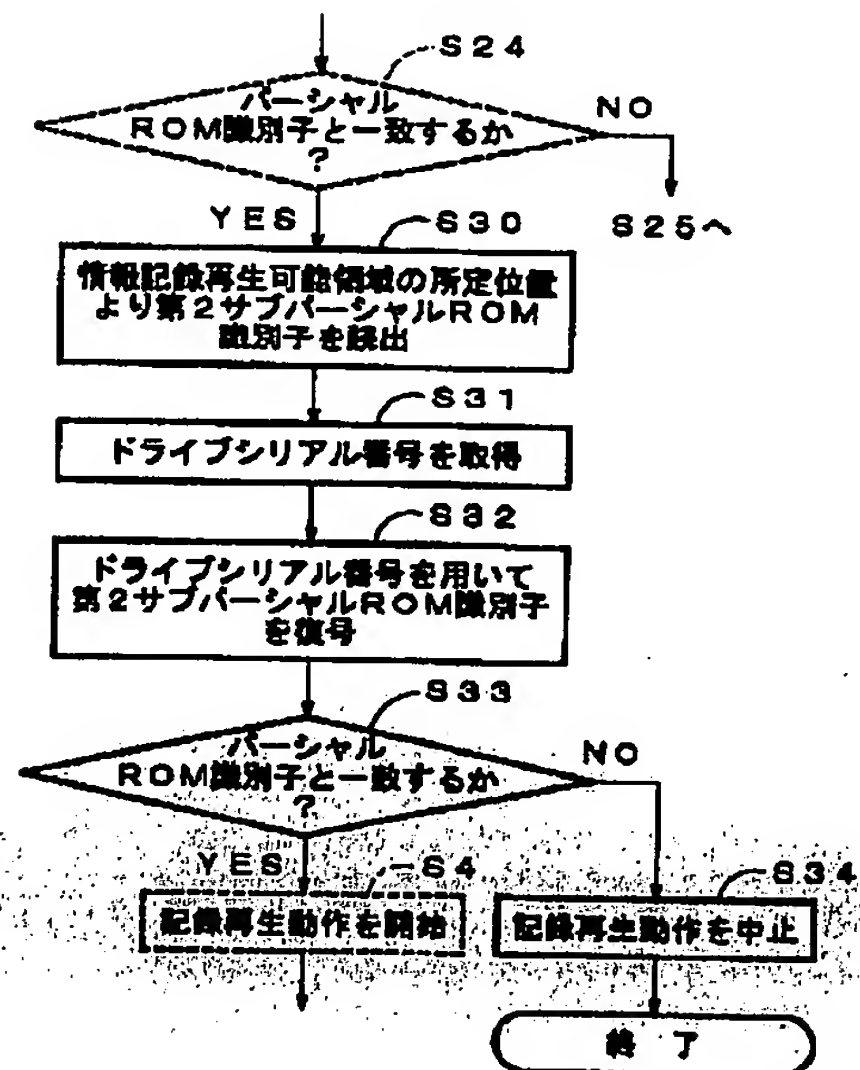 S24
パーシャル
ROM識別子と一致するか
?
NO
S25へ
YES
S30
情報記録再生可能領域の所定位置
より第2サブパーシャルROM
識別子を読出
S31
ドライブシリアル番号を取得
S32
ドライブシリアル番号を用いて
第2サブパーシャルROM識別子
を復号
S33
パーシャル
ROM識別子と一致するか
?
NO
YES
S4
記録再生動作を開始
S34
記録再生動作を中止
終了